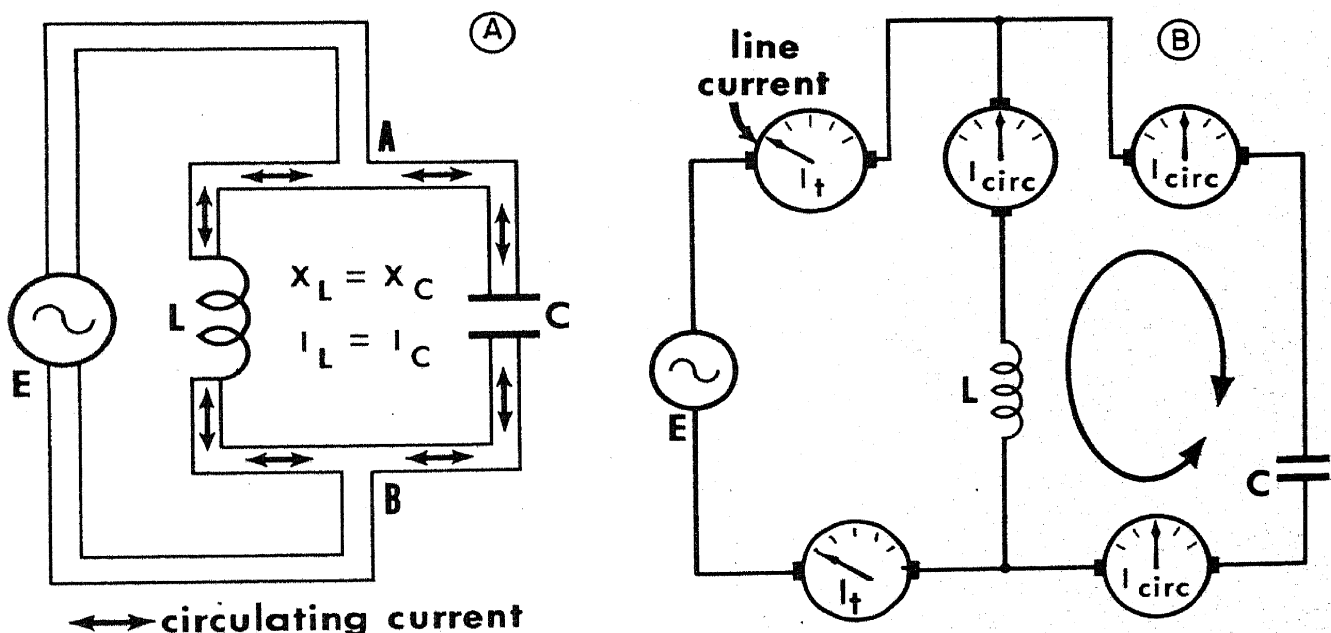 A
A
X_L = X_C
I_L = I_C
L
C
E
B
circulating current
B
line
current
I_t
I_circ
I_circ
L
E
C
I_t
I_circ